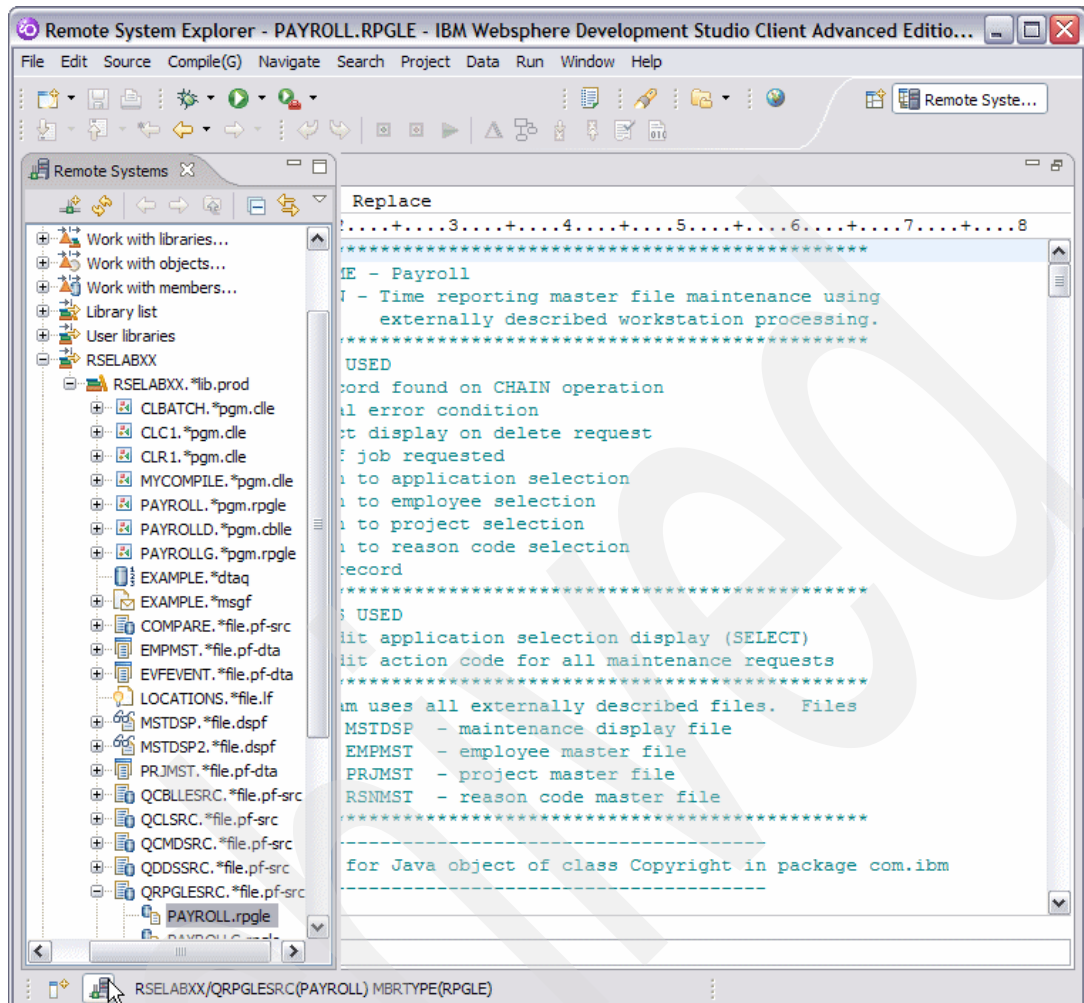 Remote System Explorer - PAYROLL.RPGLE - IBM Websphere Development Studio Client Advanced Editio...
File Edit Source Compile(G) Navigate Search Project Data Run Window Help
Remote Syste...
Remote Systems
Work with libraries...
Work with objects...
Work with members...
Library list
User libraries
RSELABXX
RSELABXX.*lib.prod
CLBATCH.*pgm.clle
CLC1.*pgm.clle
CLR1.*pgm.clle
MYCOMPILE.*pgm.clle
PAYROLL.*pgm.rpgle
PAYROLLD.*pgm.cblle
PAYROLLG.*pgm.rpgle
EXAMPLE.*dtaq
EXAMPLE.*msgf
COMPARE.*file.pf-src
EMPMST.*file.pf-dta
EVFEVENT.*file.pf-dta
LOCATIONS.*file.lf
MSTDSP.*file.dspf
MSTDSP2.*file.dspf
PRJMST.*file.pf-dta
QCBLLESRC.*file.pf-src
QCLSRC.*file.pf-src
QCMDSRC.*file.pf-src
QDDSSRC.*file.pf-src
QRPGLESRC.*file.pf-src
PAYROLL.rpgle
Replace
....+....3....+....4....+....5....+....6....+....7....+....8
***********************************************
ME - Payroll
N - Time reporting master file maintenance using
externally described workstation processing.
***********************************************
USED
cord found on CHAIN operation
al error condition
ct display on delete request
f job requested
n to application selection
n to employee selection
n to project selection
n to reason code selection
record
***********************************************
S USED
dit application selection display (SELECT)
dit action code for all maintenance requests
***********************************************
am uses all externally described files. Files
MSTDSP - maintenance display file
EMPMST - employee master file
PRJMST - project master file
RSNMST - reason code master file
***********************************************
--------------------------------------
for Java object of class Copyright in package com.ibm
--------------------------------------
RSELABXX/QRPGLESRC(PAYROLL) MBRTYPE(RPGLE)